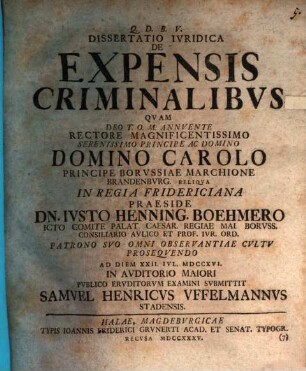 Q. D. B. V.
DISSERTATIO IVRIDICA
DE
EXPENSIS
CRIMINALIBVS
QVAM
DEO T. O. M. ANNVENTE
RECTORE MAGNIFICENTISSIMO
SERENISSIMO PRINCIPE AC DOMINO
DOMINO CAROLO
PRINCIPE BORVSSIAE MARCHIONE
BRANDENBVRG. RELIQVA
IN REGIA FRIDERICIANA
PRAESIDE
DN. IVSTO HENNING. BOEHMERO
ICTO COMITE PALAT. CAESAR. REGIAE MAI. BORVSS.
CONSILIARIO AVLICO ET PROF. IVR. ORD.
PATRONO SVO OMNI OBSERVANTIAE CVLTV
PROSEQVENDO
AD DIEM XXII. IVL. MDCCXVI.
IN AVDITORIO MAIORI
PVBLICO ERVDITORVM EXAMINI SVBMITTIT
SAMVEL HENRICVS VFFELMANNVS
STADENSIS.
HALAE, MAGDEBVRGICAE
TYPIS IOANNIS FRIDERICI GRVNERTI ACAD. ET SENAT. TYPOGR.
RECVSA MDCCXXXV. (7)